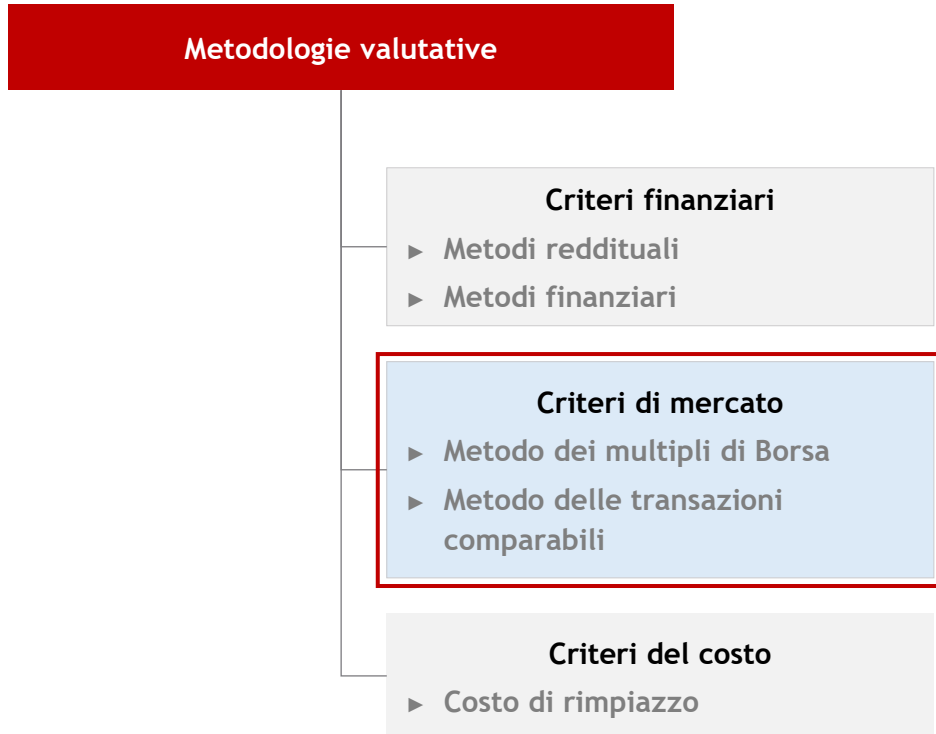 Metodologie valutative
Criteri finanziari
► Metodi reddituali
► Metodi finanziari
Criteri di mercato
► Metodo dei multipli di Borsa
► Metodo delle transazioni
comparabili
Criteri del costo
► Costo di rimpiazzo